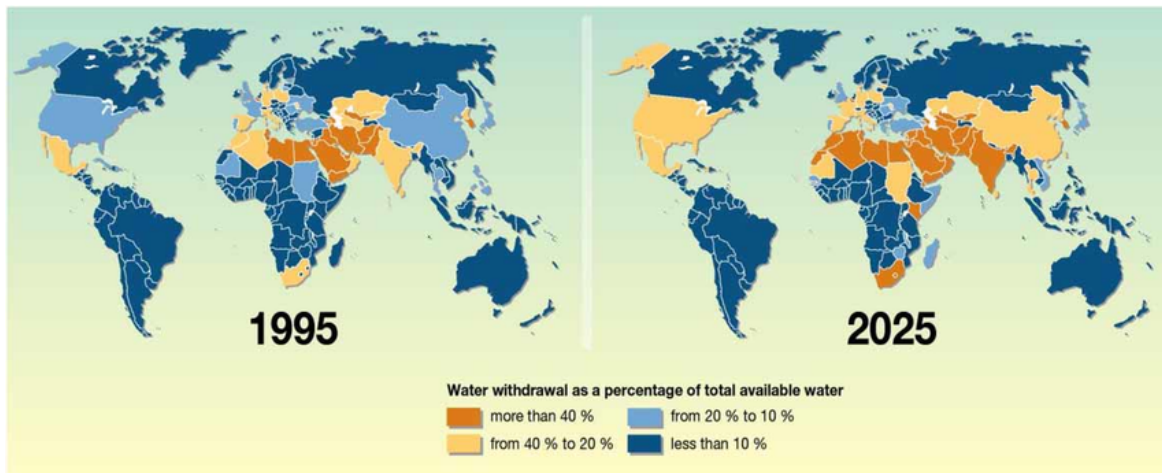 1995
2025
Water withdrawal as a percentage of total available water
more than 40 %
from 20 % to 10 %
from 40 % to 20 %
less than 10 %